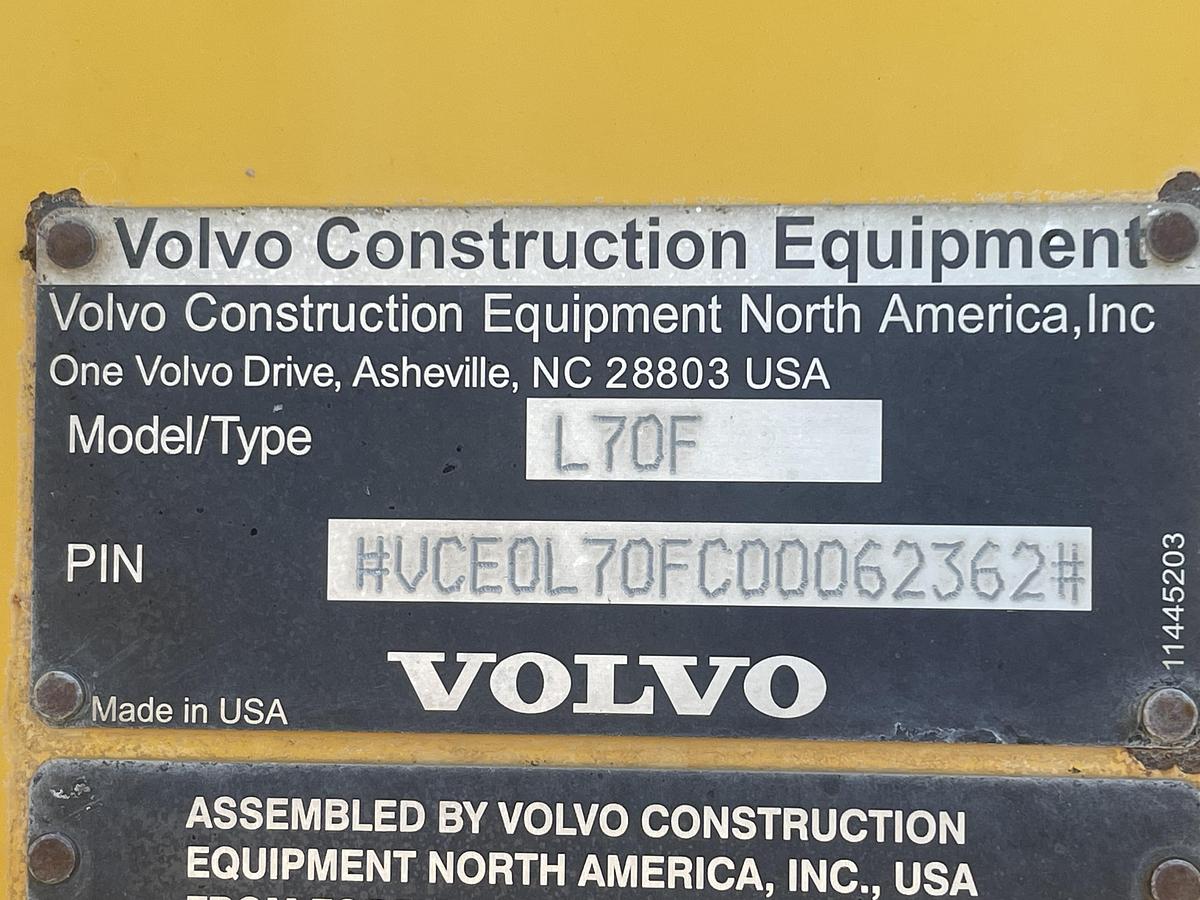 Volvo Construction Equipment
Volvo Construction Equipment North America,Inc
One Volvo Drive, Asheville, NC 28803 USA
Model/Type L70F
PIN #VCE0L70FC00062362#
11445203
VOLVO
Made in USA
ASSEMBLED BY VOLVO CONSTRUCTION
EQUIPMENT NORTH AMERICA, INC., USA